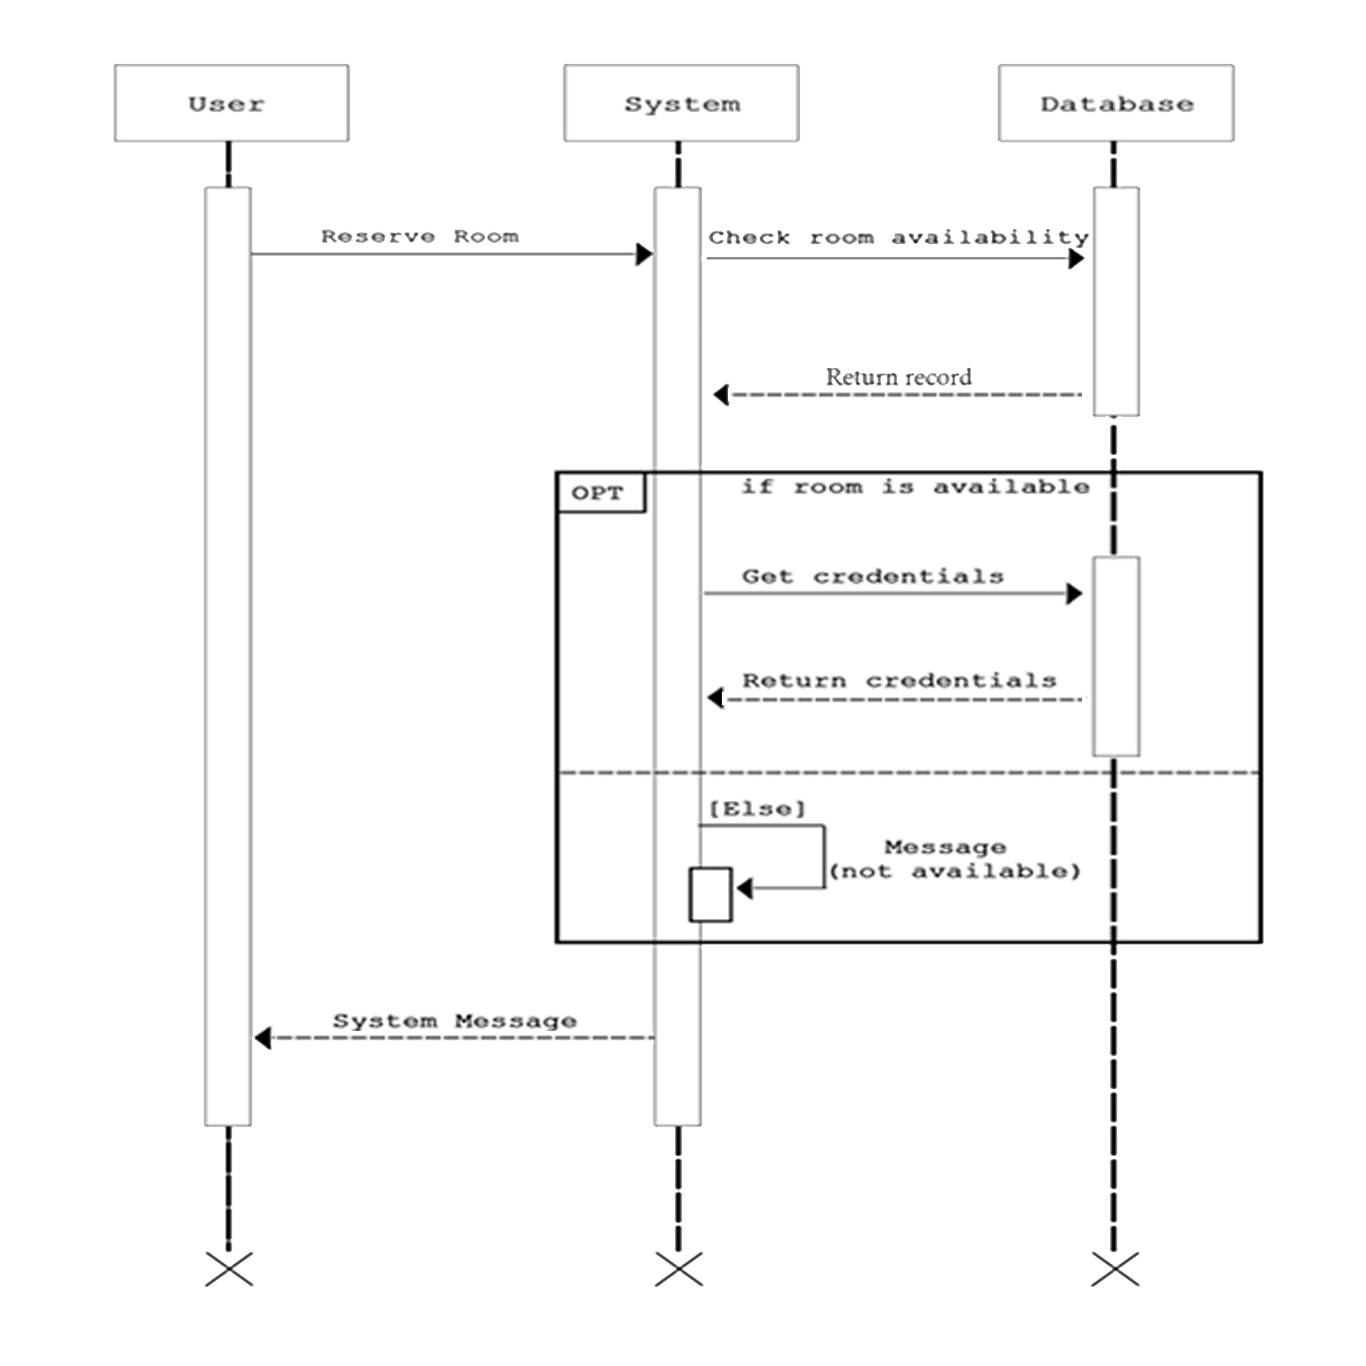 User
System
Database
Reserve Room
Check room availability
Return record
OPT
if room is available
Get credentials
Return credentials
[Else]
Message
(not available)
System Message